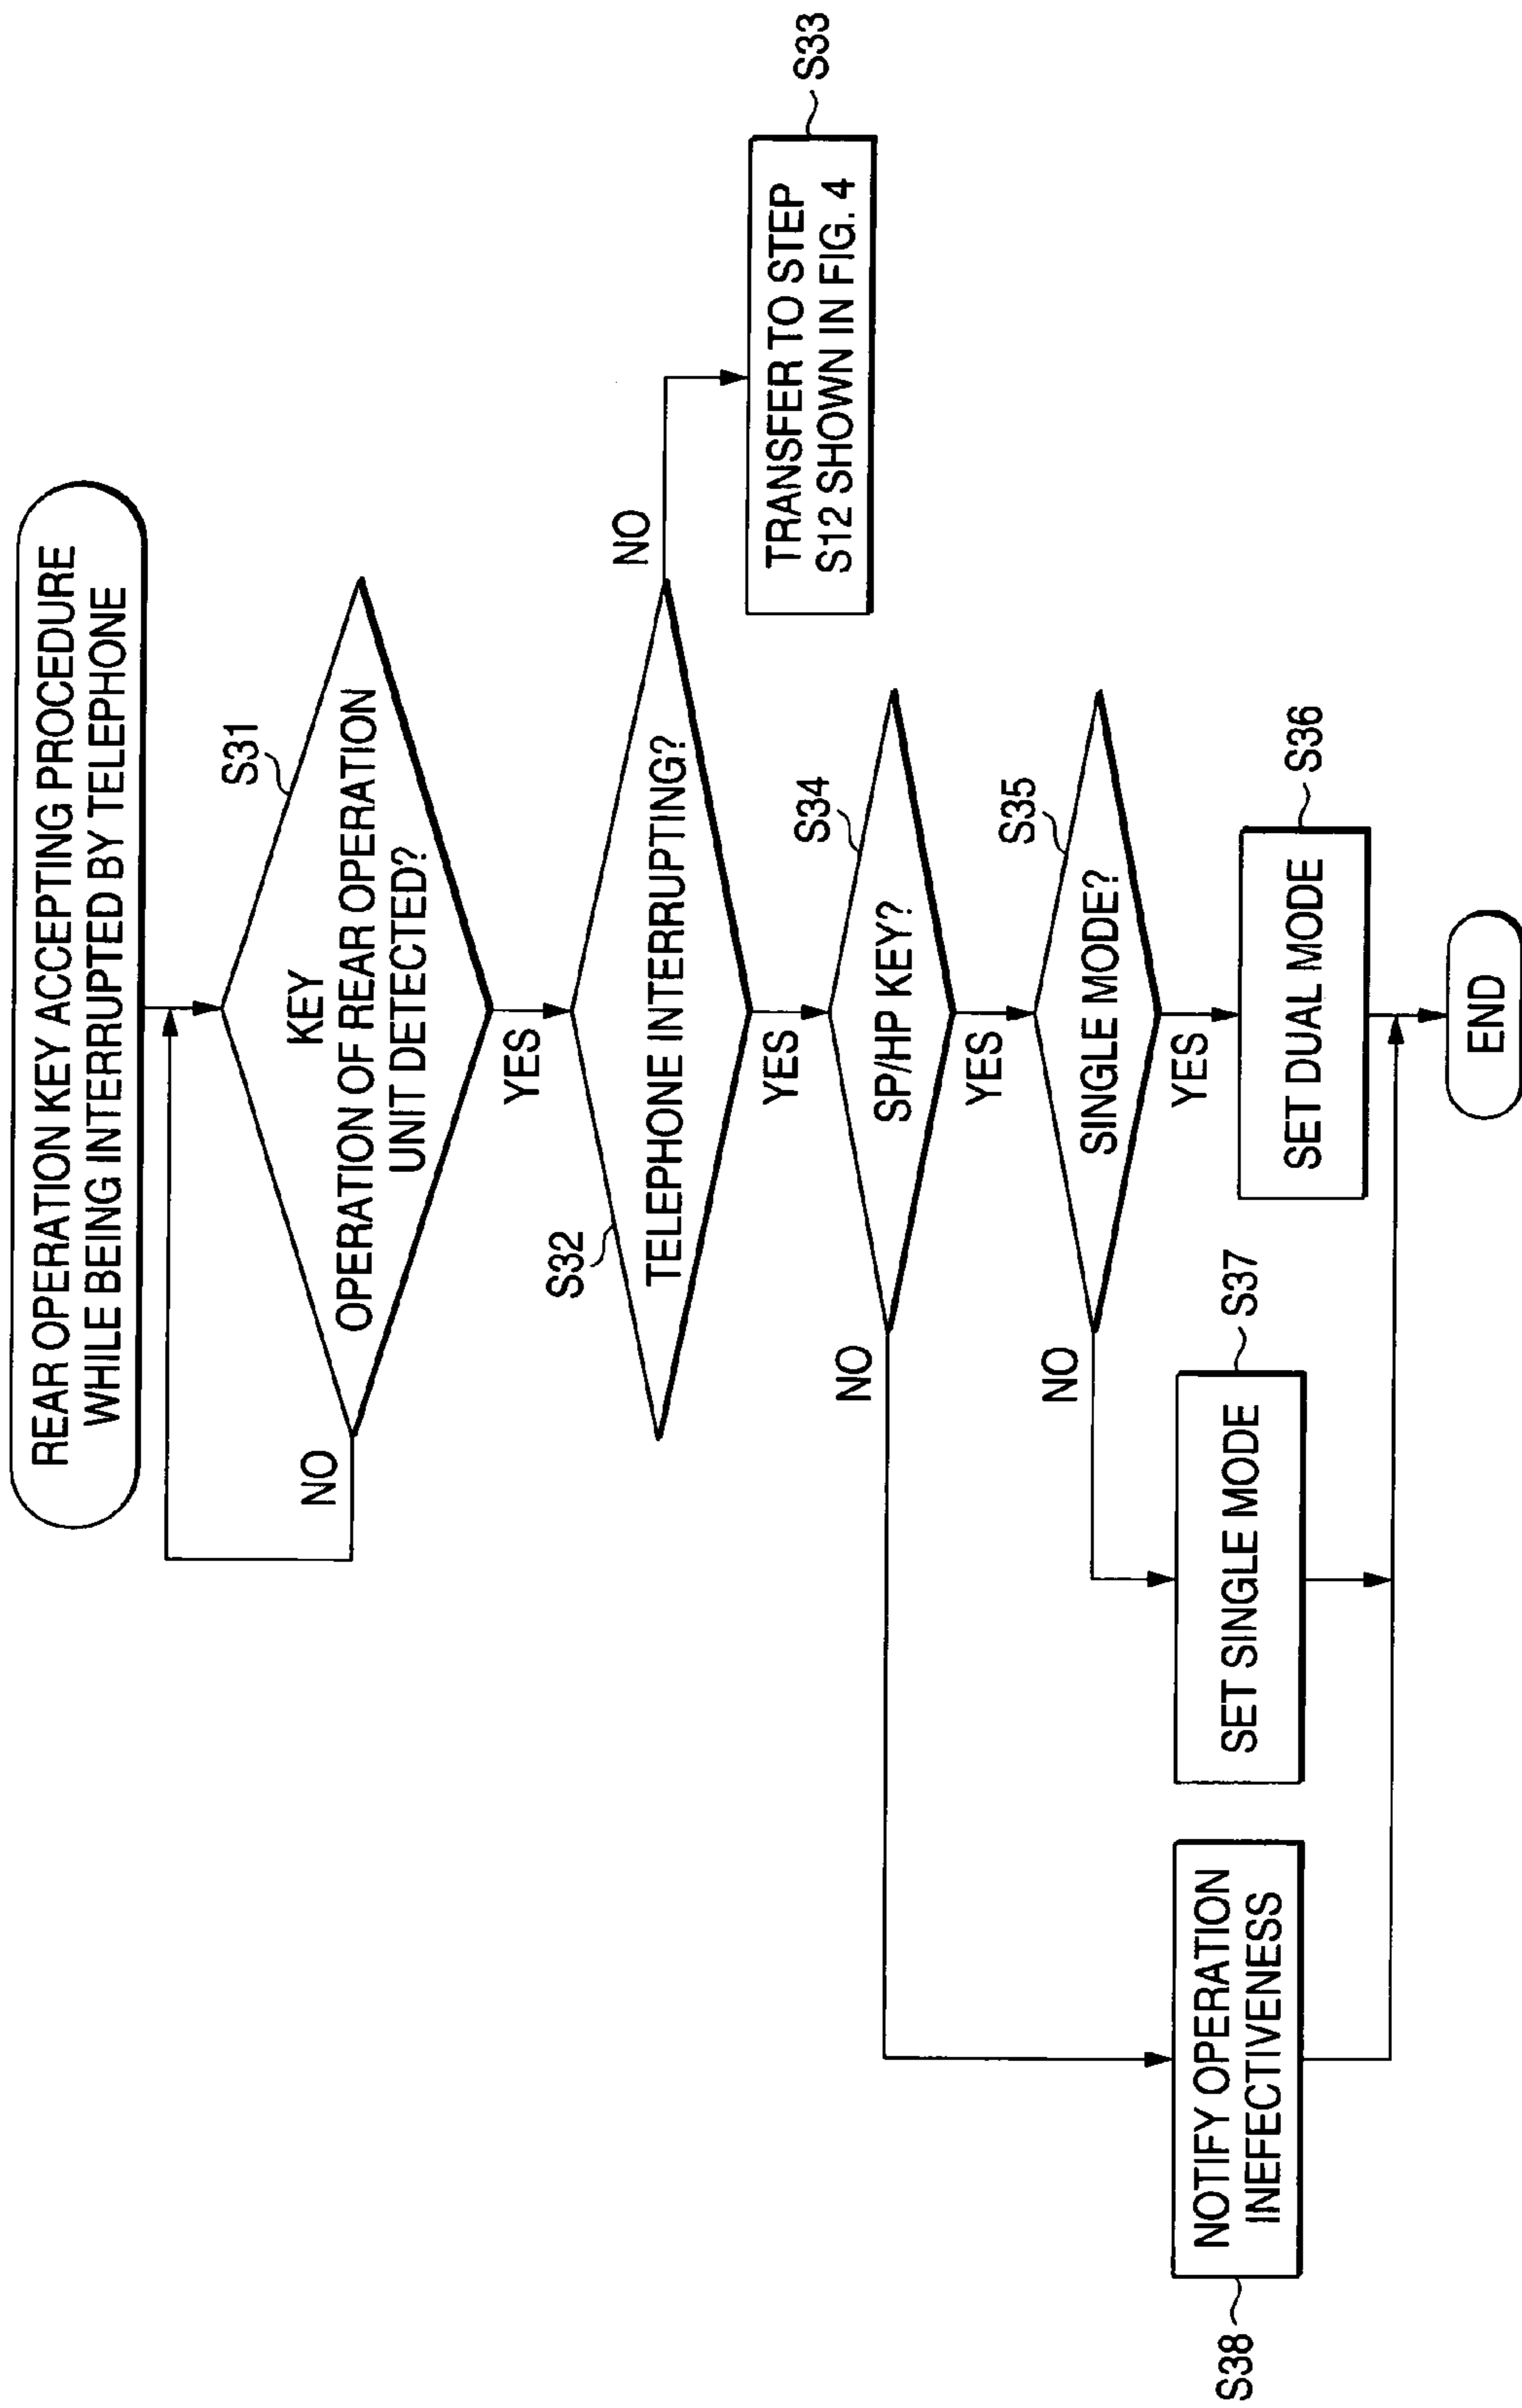 REAR OPERATION KEY ACCEPTING PROCEDURE
WHILE BEING INTERRUPTED BY TELEPHONE
S31
KEY
OPERATION OF REAR OPERATION
UNIT DETECTED?
NO
YES
S32
TELEPHONE INTERRUPTING?
NO
S33
TRANSFER TO STEP
S12 SHOWN IN FIG. 4
YES
S34
SP/HP KEY?
NO
YES
S35
SINGLE MODE?
NO
YES
S38
NOTIFY OPERATION
INEFECTIVENESS
S37
SET SINGLE MODE
S36
SET DUAL MODE
END